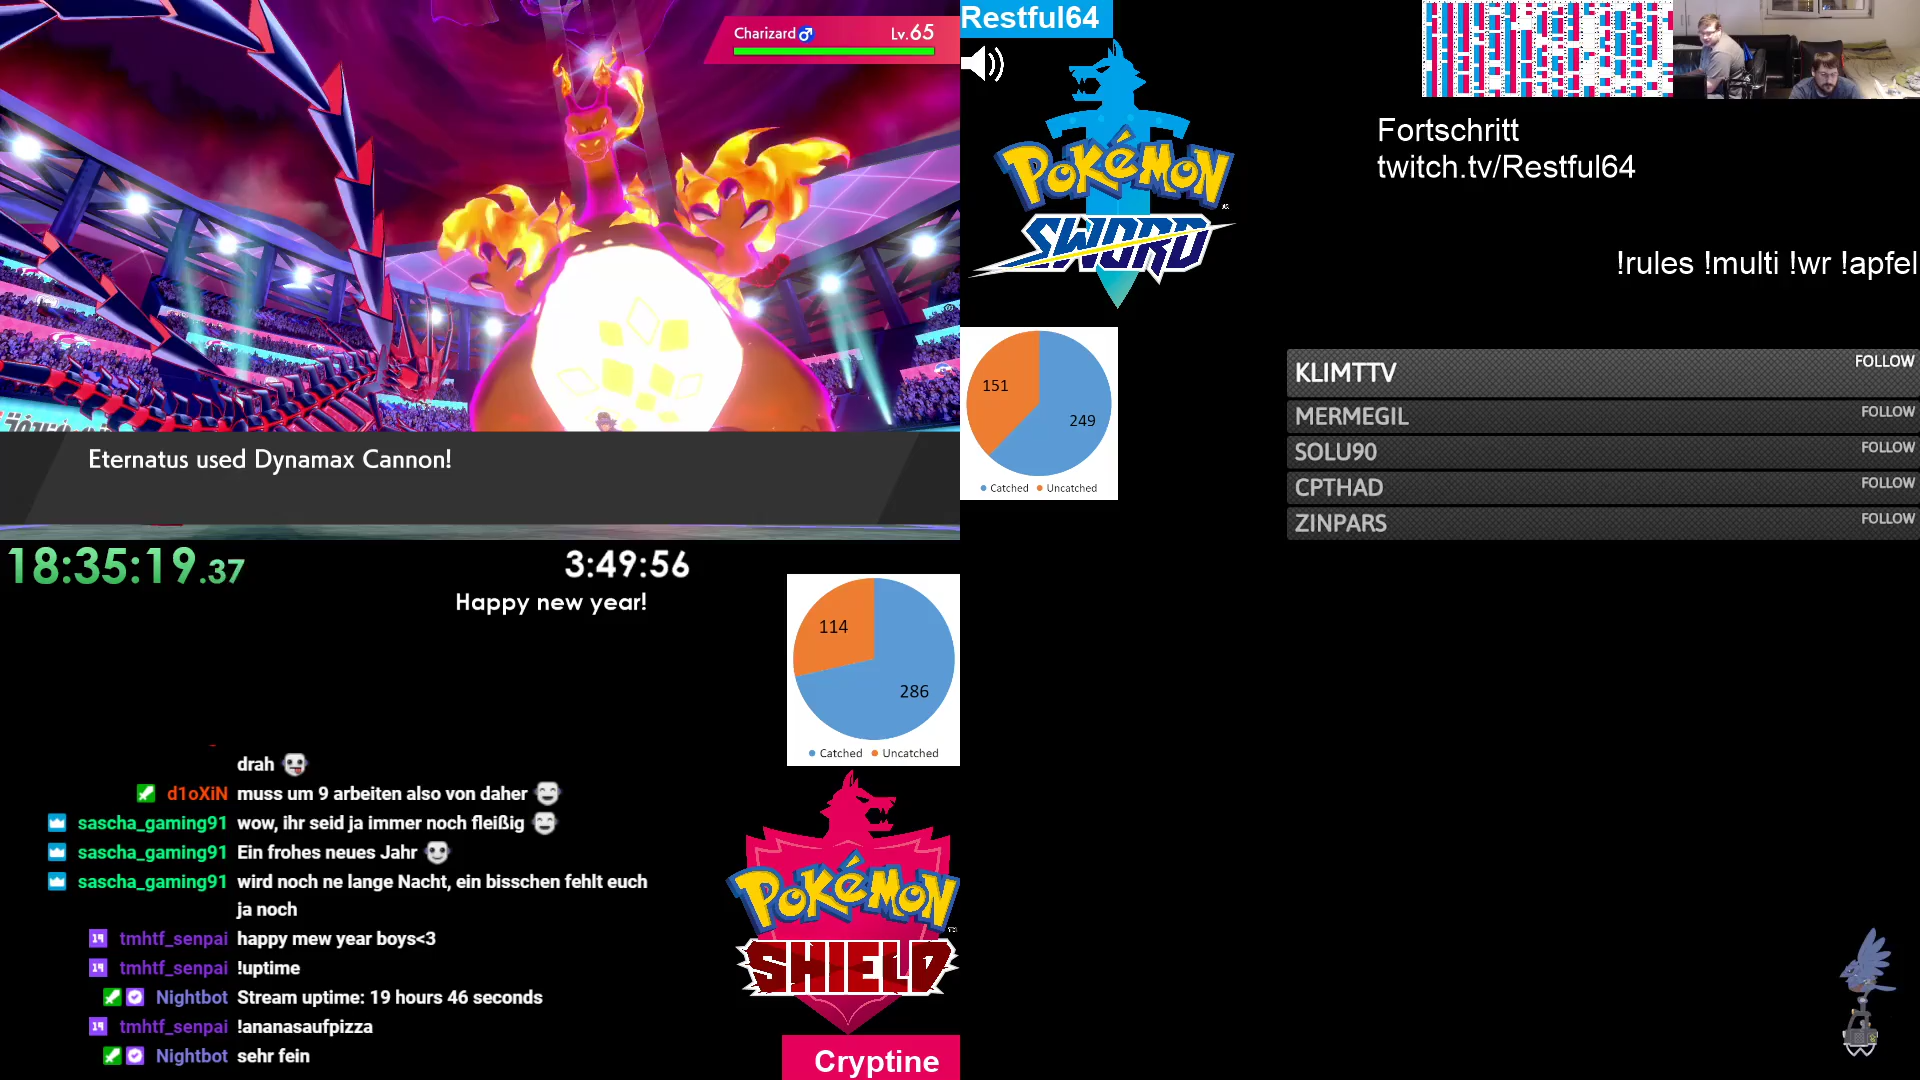 Charizard♂ Lv.65
Eternatus used Dynamax Cannon!
Restful64
POKéMON
SWORD
Fortschritt
twitch.tv/Restful64
!rules !multi !wr !apfel
151
249
Catched Uncatched
KLIMTTV FOLLOW
MERMEGIL FOLLOW
SOLU90 FOLLOW
CPTHAD FOLLOW
ZINPARS FOLLOW
18:35:19.37
3:49:56
Happy new year!
114
286
Catched Uncatched
drah
d1oXiN muss um 9 arbeiten also von daher
sascha_gaming91 wow, ihr seid ja immer noch fleißig
sascha_gaming91 Ein frohes neues Jahr
sascha_gaming91 wird noch ne lange Nacht, ein bisschen fehlt euch
ja noch
tmhtf_senpai happy mew year boys<3
tmhtf_senpai !uptime
Nightbot Stream uptime: 19 hours 46 seconds
tmhtf_senpai !ananasaufpizza
Nightbot sehr fein
POKéMON
SHIELD
Cryptine